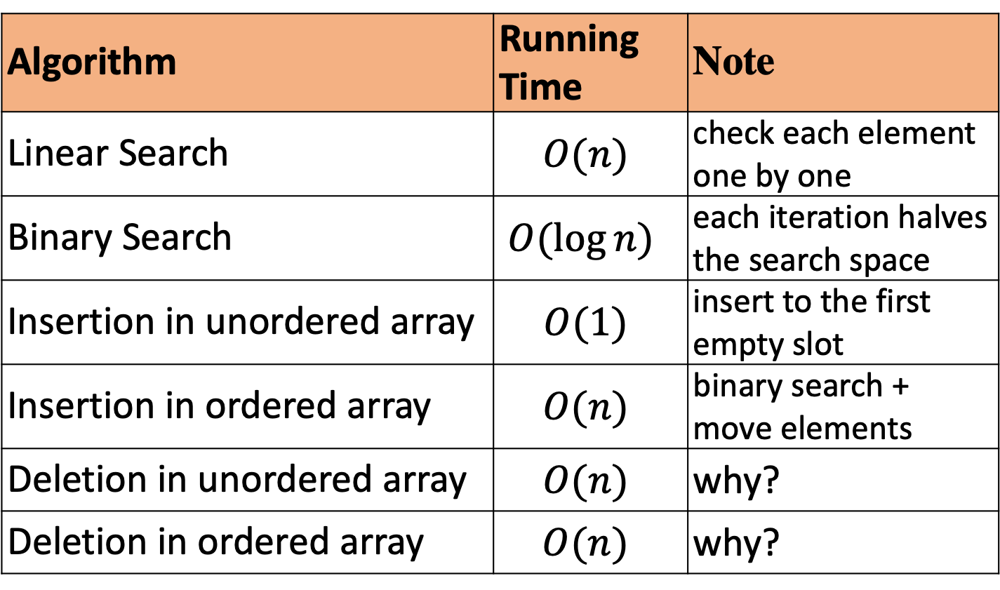 Algorithm
Running
Time
Note
Linear Search
O(n)
check each element
one by one
Binary Search
O(log n)
each iteration halves
the search space
Insertion in unordered array
O(1)
insert to the first
empty slot
Insertion in ordered array
O(n)
binary search +
move elements
Deletion in unordered array
O(n)
why?
Deletion in ordered array
O(n)
why?